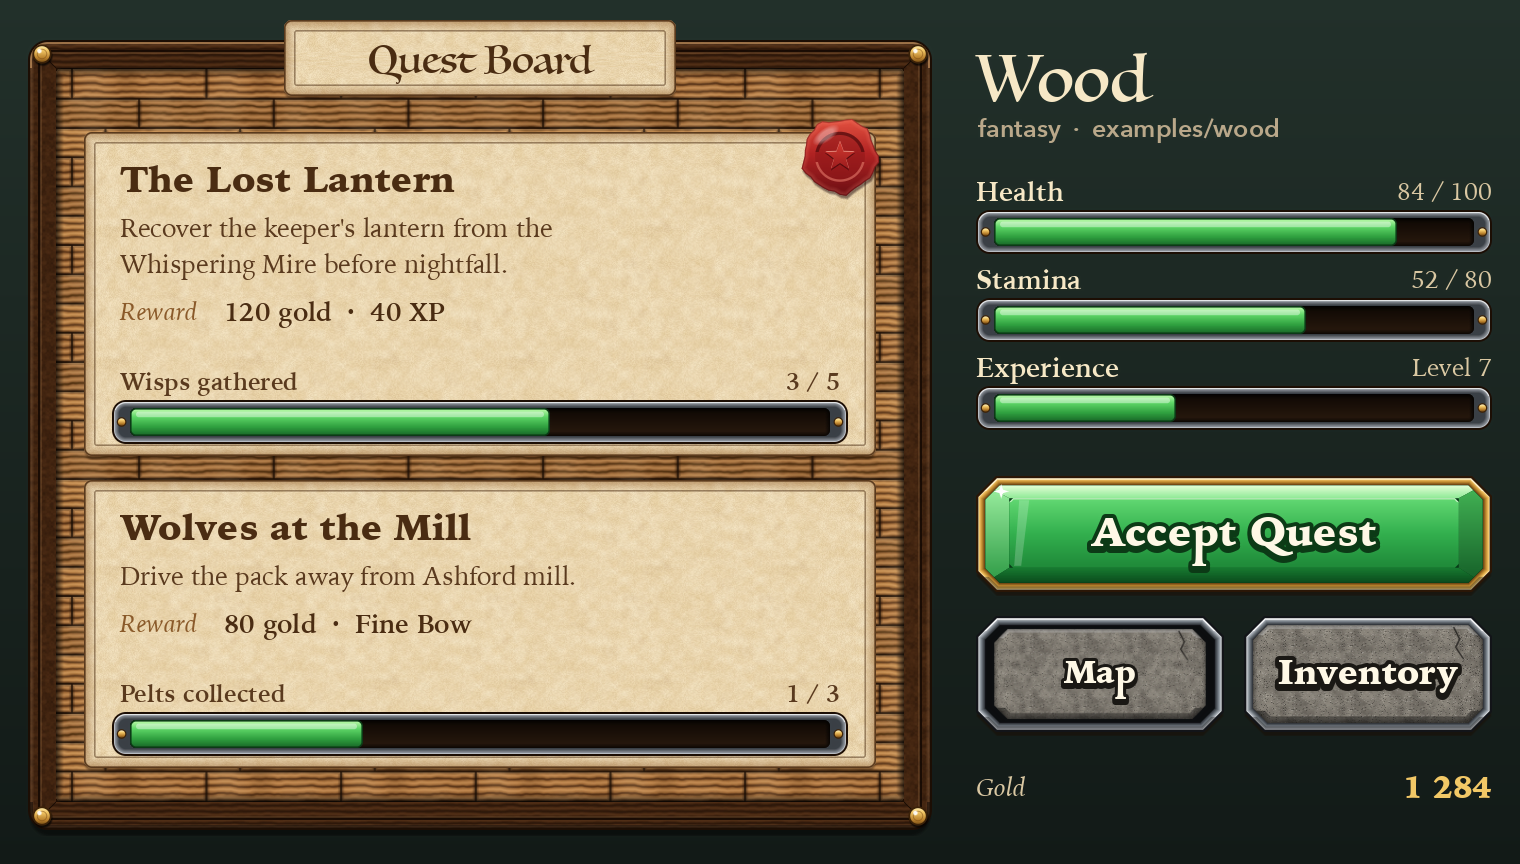 Quest Board
The Lost Lantern
Recover the keeper's lantern from the
Whispering Mire before nightfall.
Reward 120 gold · 40 XP
Wisps gathered 3 / 5
Wolves at the Mill
Drive the pack away from Ashford mill.
Reward 80 gold · Fine Bow
Pelts collected 1 / 3
Wood
fantasy · examples/wood
Health 84 / 100
Stamina 52 / 80
Experience Level 7
Accept Quest
Map Inventory
Gold 1 284